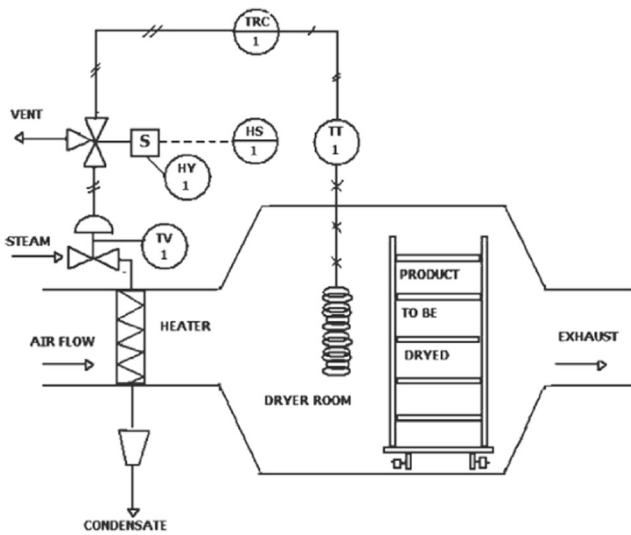 TRC
1
VENT
S
HS
1
TT
1
HY
1
STEAM
TV
1
PRODUCT
HEATER
TO BE
AIR FLOW
EXHAUST
DRYED
DRYER ROOM
CONDENSATE